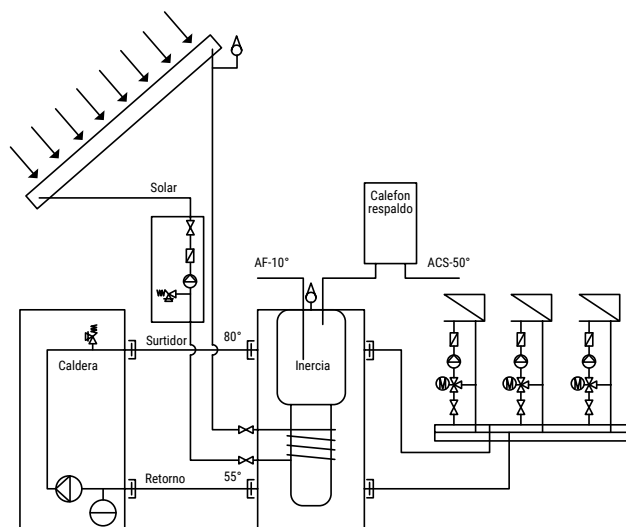 Solar
Calefon
respaldo
AF-10°
ACS-50°
Surtidor
80°
Caldera
Inercia
M
M
M
Retorno
55°